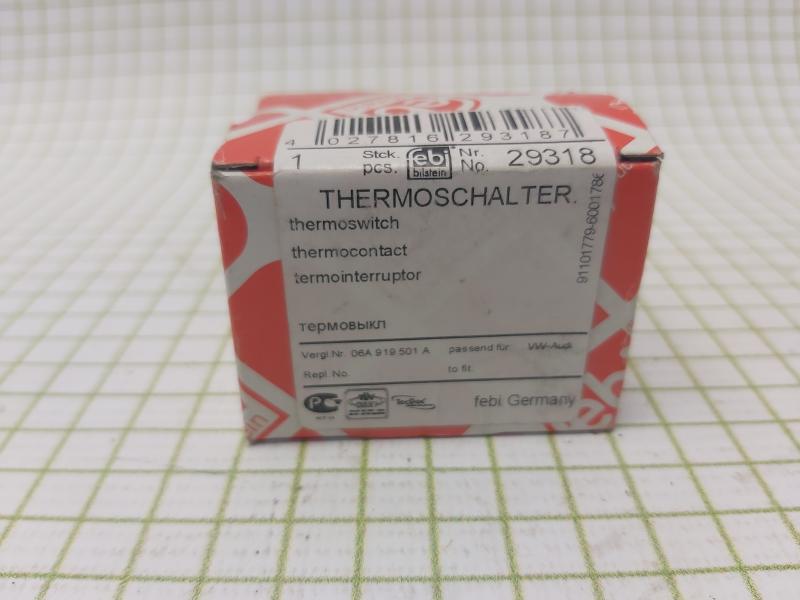 4 027816 293187
1 Stck. pcs. febi bilstein Nr. No. 29318
THERMOSCHALTER.
thermoswitch
thermocontact
termointerruptor
термовыкл
Vergl.Nr. 06A 919 501 A passend für: VW-Audi
Repl.No. to fit:
febi Germany
91101779-600178